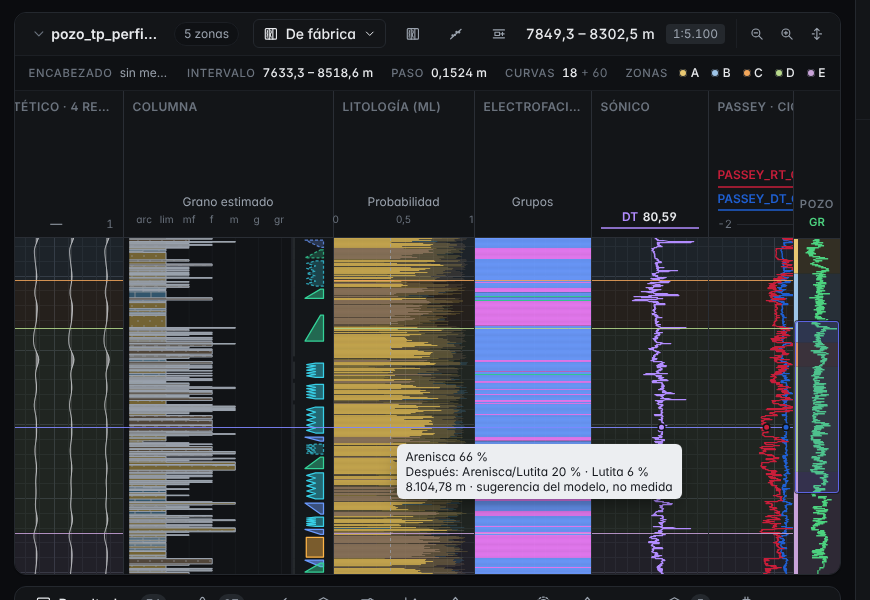 pozo_tp_perfi... 5 zonas De fábrica 7849,3 – 8302,5 m 1:5.100
ENCABEZADO sin me... INTERVALO 7633,3 – 8518,6 m PASO 0,1524 m CURVAS 18 + 60 ZONAS A B C D E
TÉTICO · 4 RE... COLUMNA LITOLOGÍA (ML) ELECTROFACI... SÓNICO PASSEY · CI
PASSEY_RT_
PASSEY_DT_
Grano estimado Probabilidad Grupos POZO
— 1 arc lim mf f m g gr 0 0,5 1 DT 80,59 -2 GR
Arenisca 66 %
Después: Arenisca/Lutita 20 % · Lutita 6 %
8.104,78 m · sugerencia del modelo, no medida